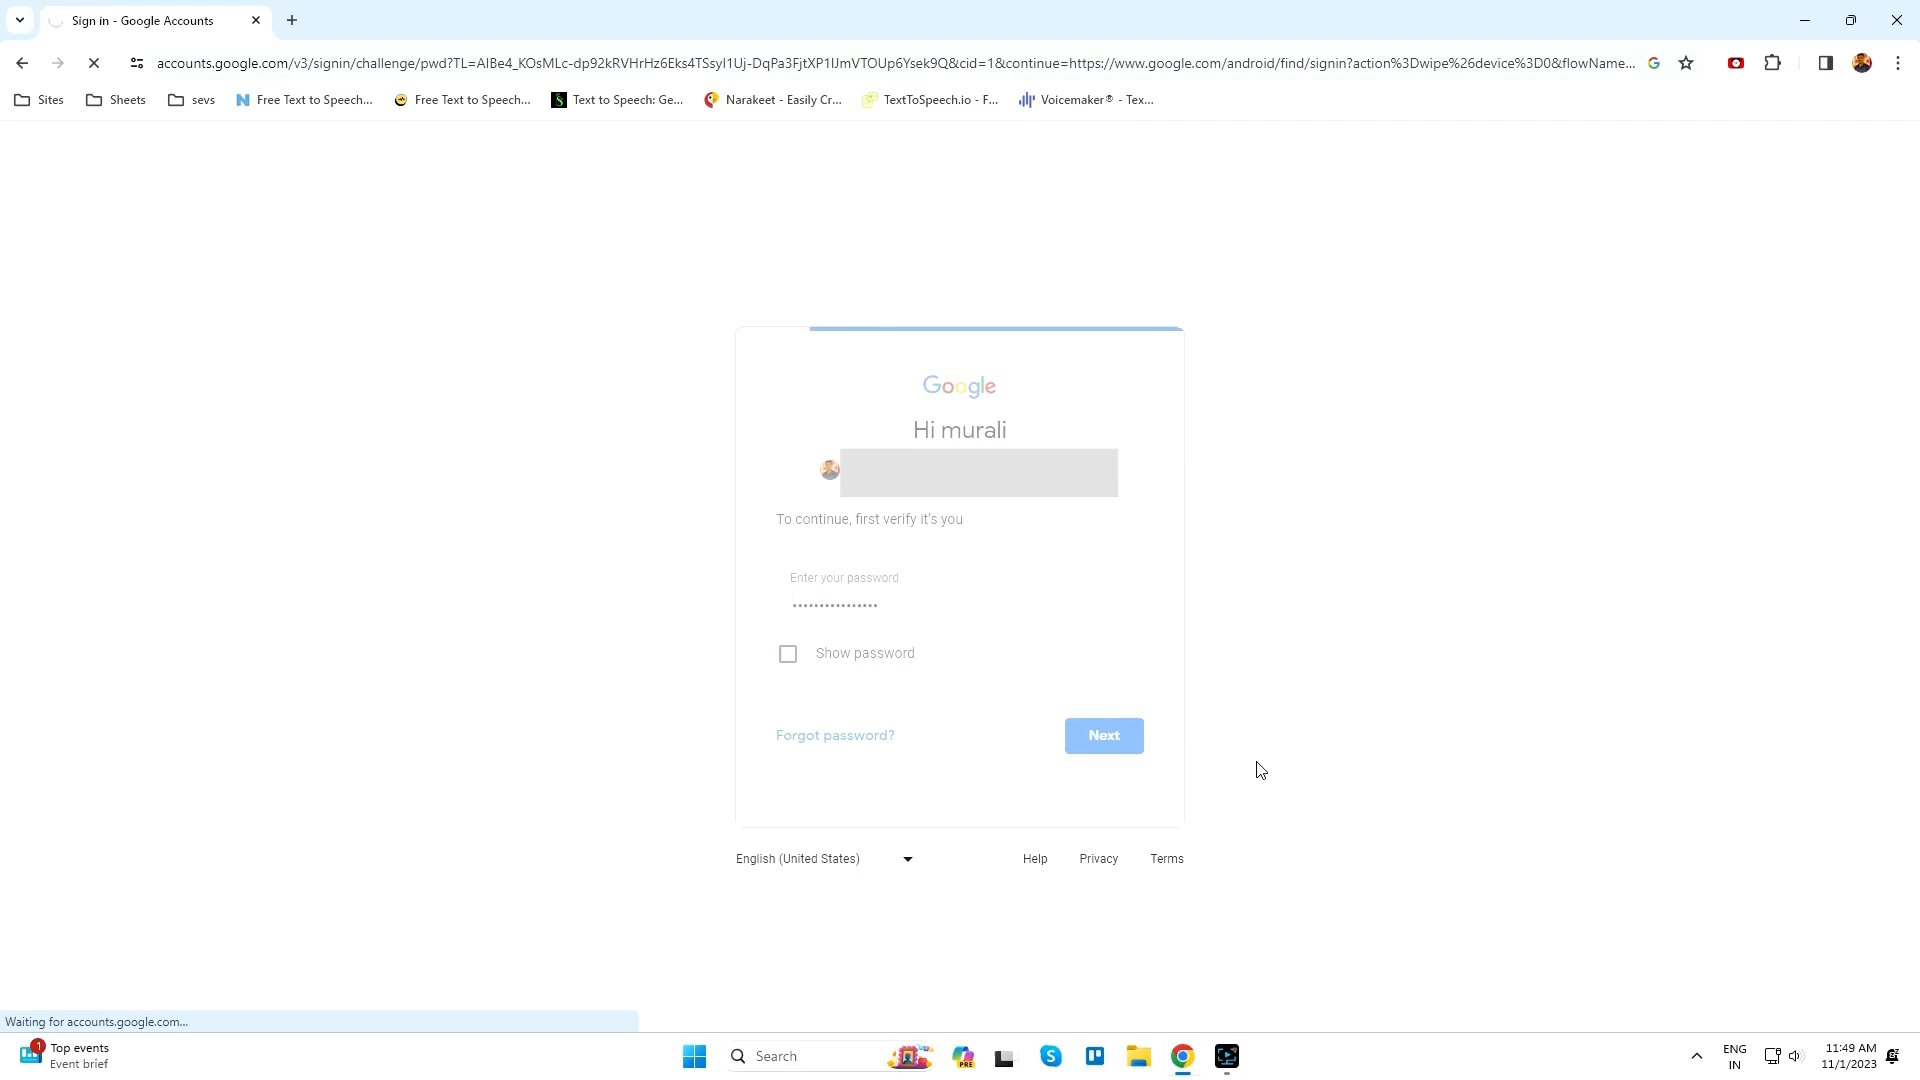 Sign in - Google Accounts
accounts.google.com/v3/signin/challenge/pwd?TL=AIBe4_KOsMLc-dp92kRVHrHz6Eks4TSsyI1Uj-DqPa3FjtXP1IJmVTOUp6Ysek9Q&cid=1&continue=https://www.google.com/android/find/signin?action%3Dwipe%26device%3D0&flowName...
Sites Sheets sevs Free Text to Speech... Free Text to Speech... Text to Speech: Ge... Narakeet - Easily Cr... TextToSpeech.io - F... Voicemaker® - Tex...
Google
Hi murali
To continue, first verify it's you
Enter your password
Show password
Forgot password? Next
English (United States) Help Privacy Terms
Waiting for accounts.google.com...
1 Top events
Event brief
Search
PRE
ENG
IN
11:49 AM
11/1/2023